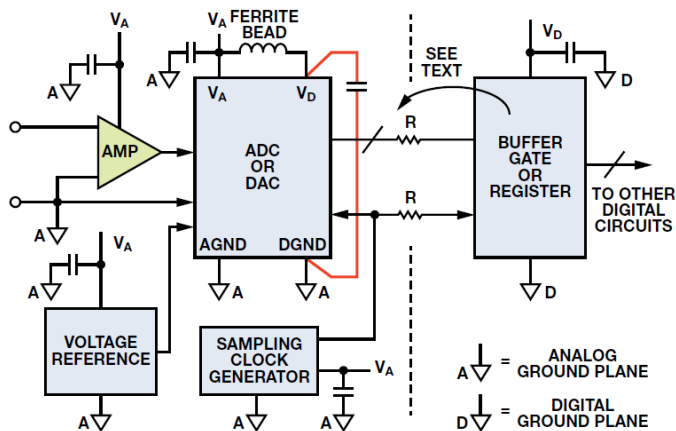 VA
VA
FERRITE
BEAD
VD
A
A
SEE
TEXT
D
VA
VD
R
AMP
ADC
OR
DAC
BUFFER
GATE
OR
REGISTER
R
TO OTHER
DIGITAL
CIRCUITS
A
VA
AGND
DGND
A
A
A
D
VOLTAGE
REFERENCE
SAMPLING
CLOCK
GENERATOR
VA
A
=
ANALOG
GROUND PLANE
A
A
A
D
=
DIGITAL
GROUND PLANE